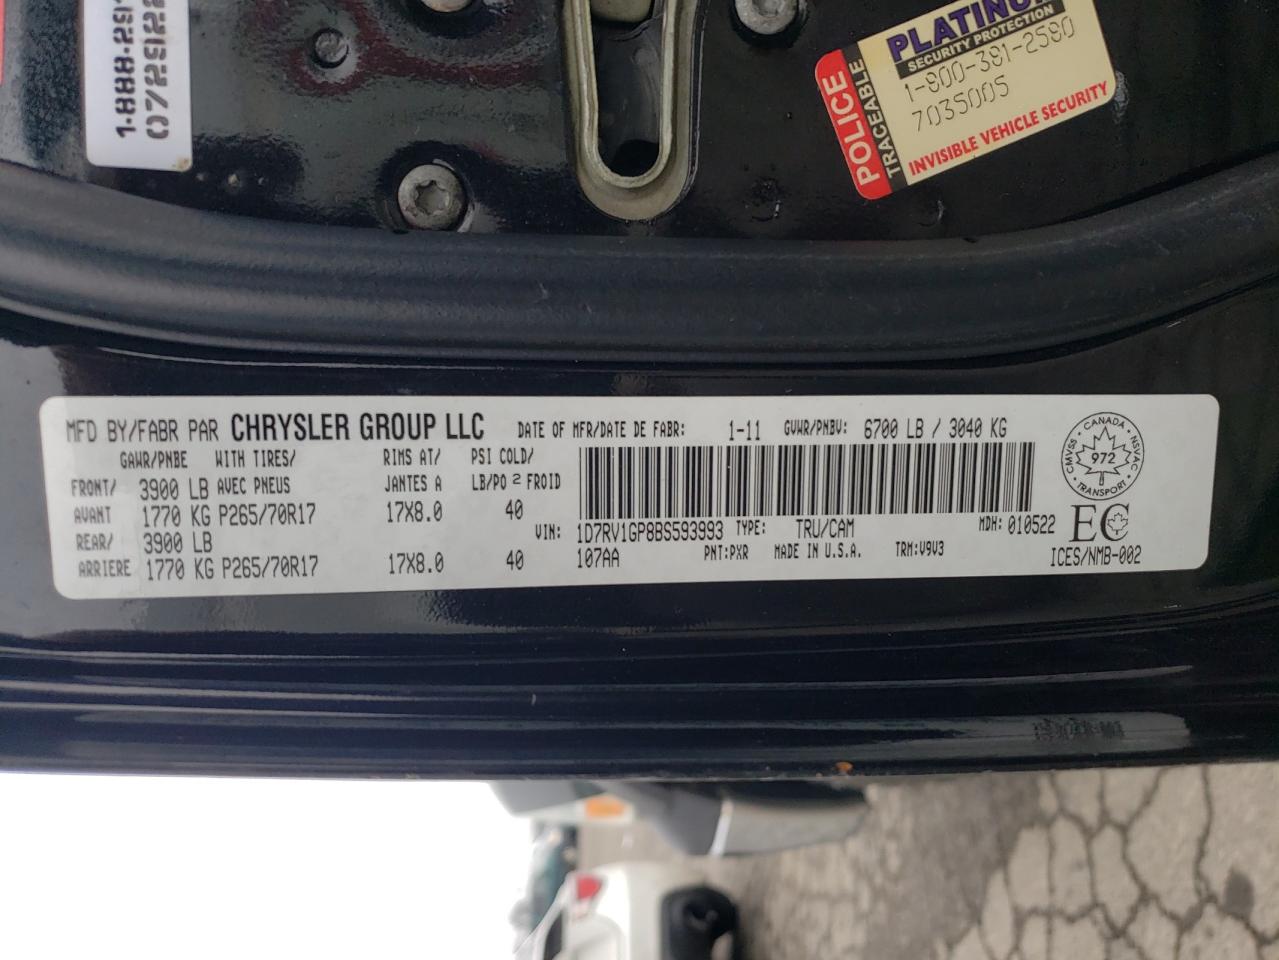 1-888-29
0729522
PLATINUM
SECURITY PROTECTION
1-800-381-2580
7035005
INVISIBLE VEHICLE SECURITY
POLICE
TRACEABLE
MFD BY/FABR PAR CHRYSLER GROUP LLC DATE OF MFR/DATE DE FABR: 1-11 GVWR/PNBV: 6700 LB / 3040 KG
GAWR/PNBE WITH TIRES/ RIMS AT/ PSI COLD/
FRONT/ 3900 LB AVEC PNEUS JANTES A LB/PO 2 FROID
AVANT 1770 KG P265/70R17 17X8.0 40
REAR/ 3900 LB
ARRIERE 1770 KG P265/70R17 17X8.0 40
VIN: 1D7RV1GP8BS593993 TYPE: TRU/CAM MDH: 010522
107AA PNT:PXR MADE IN U.S.A. TRM:V9V3
CANADA
CMVSS 972 NSVAC
TRANSPORT
EC
ICES/NMB-002